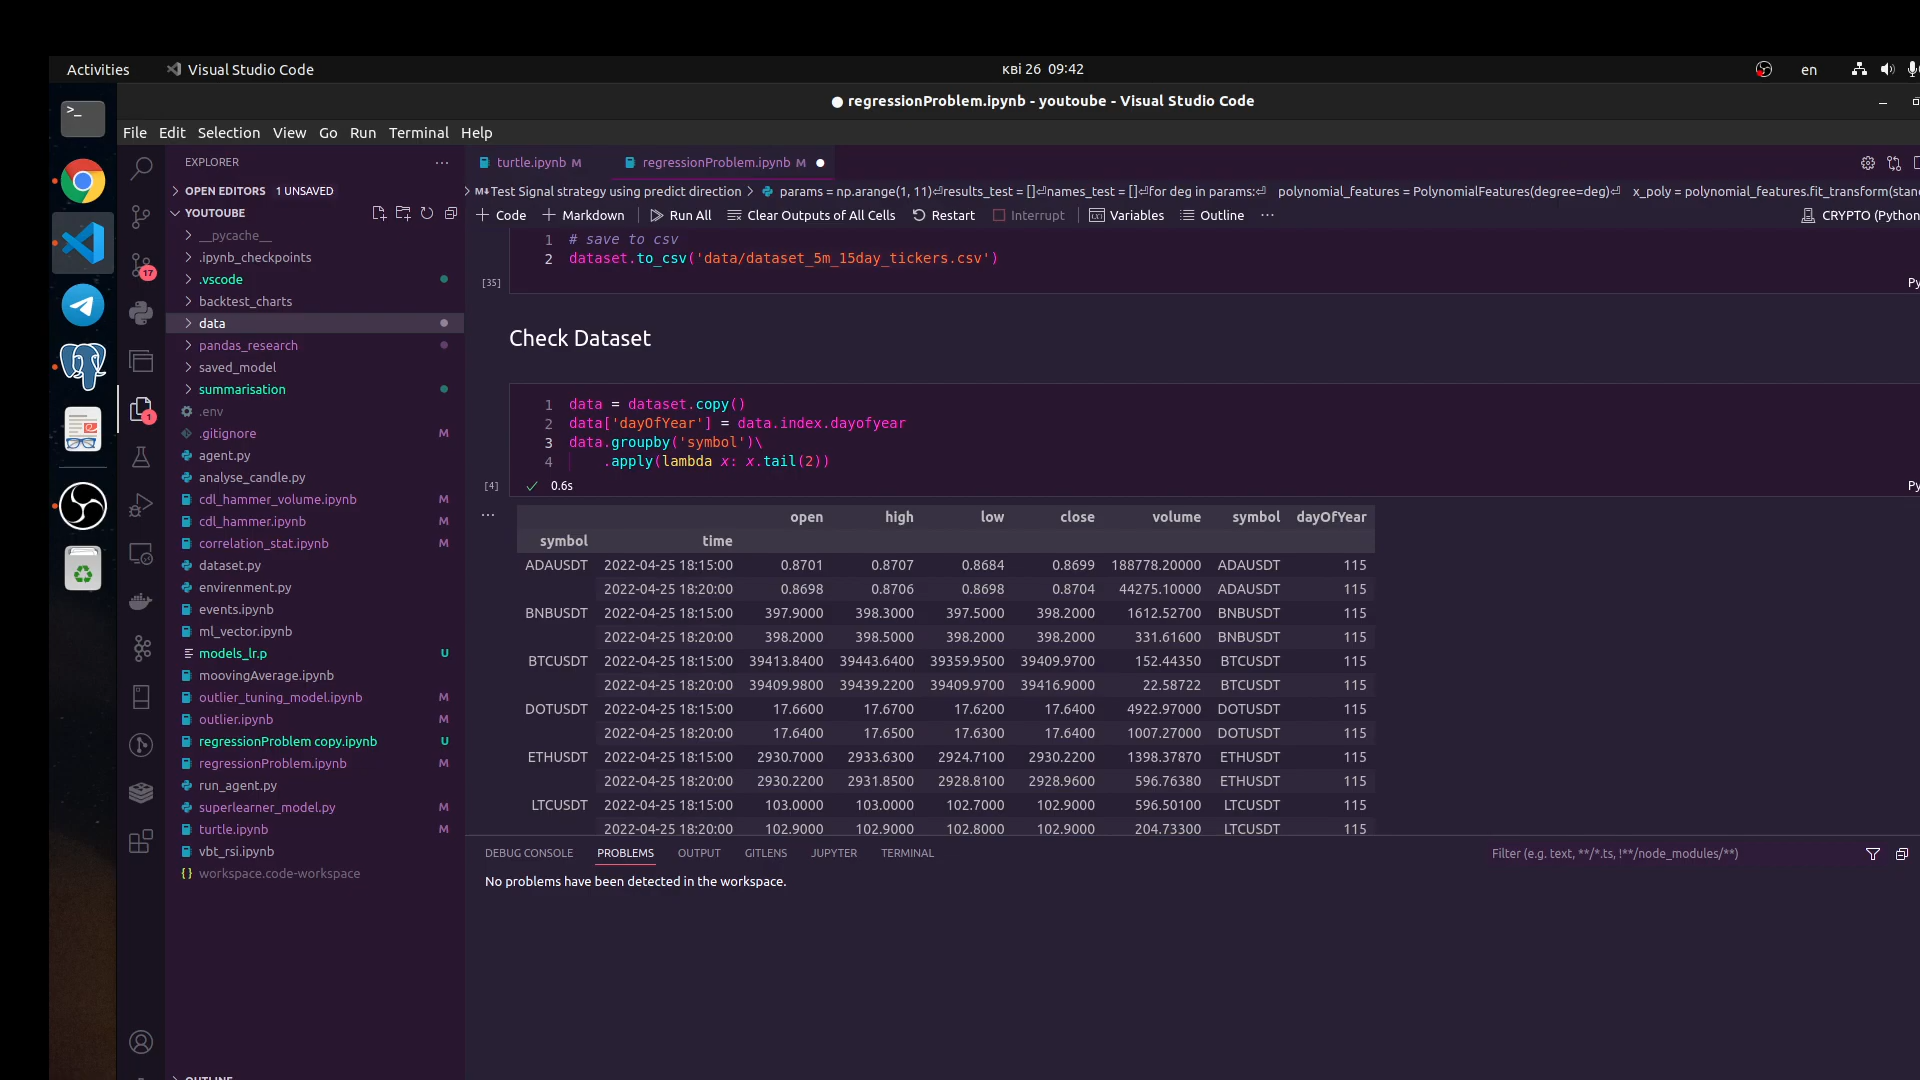 Activities
Visual Studio Code
кві 26 09:42
en
● regressionProblem.ipynb - youtoube - Visual Studio Code
File Edit Selection View Go Run Terminal Help
EXPLORER
OPEN EDITORS 1 UNSAVED
YOUTOUBE
__pycache__
.ipynb_checkpoints
.vscode
backtest_charts
data
pandas_research
saved_model
summarisation
.env
.gitignore M
agent.py
analyse_candle.py
cdl_hammer_volume.ipynb M
cdl_hammer.ipynb M
correlation_stat.ipynb M
dataset.py
envirenment.py
events.ipynb
ml_vector.ipynb
models_lr.p U
moovingAverage.ipynb
outlier_tuning_model.ipynb M
outlier.ipynb M
regressionProblem copy.ipynb U
regressionProblem.ipynb M
run_agent.py
superlearner_model.py M
turtle.ipynb M
vbt_rsi.ipynb
workspace.code-workspace
17
1
turtle.ipynb M
regressionProblem.ipynb M ●
M↓Test Signal strategy using predict direction > params = np.arange(1, 11)⏎results_test = []⏎names_test = []⏎for deg in params:⏎ polynomial_features = PolynomialFeatures(degree=deg)⏎ x_poly = polynomial_features.fit_transform(stan
Code
Markdown
Run All
Clear Outputs of All Cells
Restart
Interrupt
Variables
Outline
CRYPTO (Python
1 # save to csv
2 dataset.to_csv('data/dataset_5m_15day_tickers.csv')
[35]
Py
Check Dataset
1 data = dataset.copy()
2 data['dayOfYear'] = data.index.dayofyear
3 data.groupby('symbol')\
4 .apply(lambda x: x.tail(2))
[4] 0.6s
Py
open high low close volume symbol dayOfYear
symbol time
ADAUSDT 2022-04-25 18:15:00 0.8701 0.8707 0.8684 0.8699 188778.20000 ADAUSDT 115
2022-04-25 18:20:00 0.8698 0.8706 0.8698 0.8704 44275.10000 ADAUSDT 115
BNBUSDT 2022-04-25 18:15:00 397.9000 398.3000 397.5000 398.2000 1612.52700 BNBUSDT 115
2022-04-25 18:20:00 398.2000 398.5000 398.2000 398.2000 331.61600 BNBUSDT 115
BTCUSDT 2022-04-25 18:15:00 39413.8400 39443.6400 39359.9500 39409.9700 152.44350 BTCUSDT 115
2022-04-25 18:20:00 39409.9800 39439.2200 39409.9700 39416.9000 22.58722 BTCUSDT 115
DOTUSDT 2022-04-25 18:15:00 17.6600 17.6700 17.6200 17.6400 4922.97000 DOTUSDT 115
2022-04-25 18:20:00 17.6400 17.6500 17.6300 17.6400 1007.27000 DOTUSDT 115
ETHUSDT 2022-04-25 18:15:00 2930.7000 2933.6300 2924.7100 2930.2200 1398.37870 ETHUSDT 115
2022-04-25 18:20:00 2930.2200 2931.8500 2928.8100 2928.9600 596.76380 ETHUSDT 115
LTCUSDT 2022-04-25 18:15:00 103.0000 103.0000 102.7000 102.9000 596.50100 LTCUSDT 115
2022-04-25 18:20:00 102.9000 102.9000 102.8000 102.9000 204.73300 LTCUSDT 115
DEBUG CONSOLE PROBLEMS OUTPUT GITLENS JUPYTER TERMINAL
Filter (e.g. text, **/*.ts, !**/node_modules/**)
No problems have been detected in the workspace.
OUTLINE